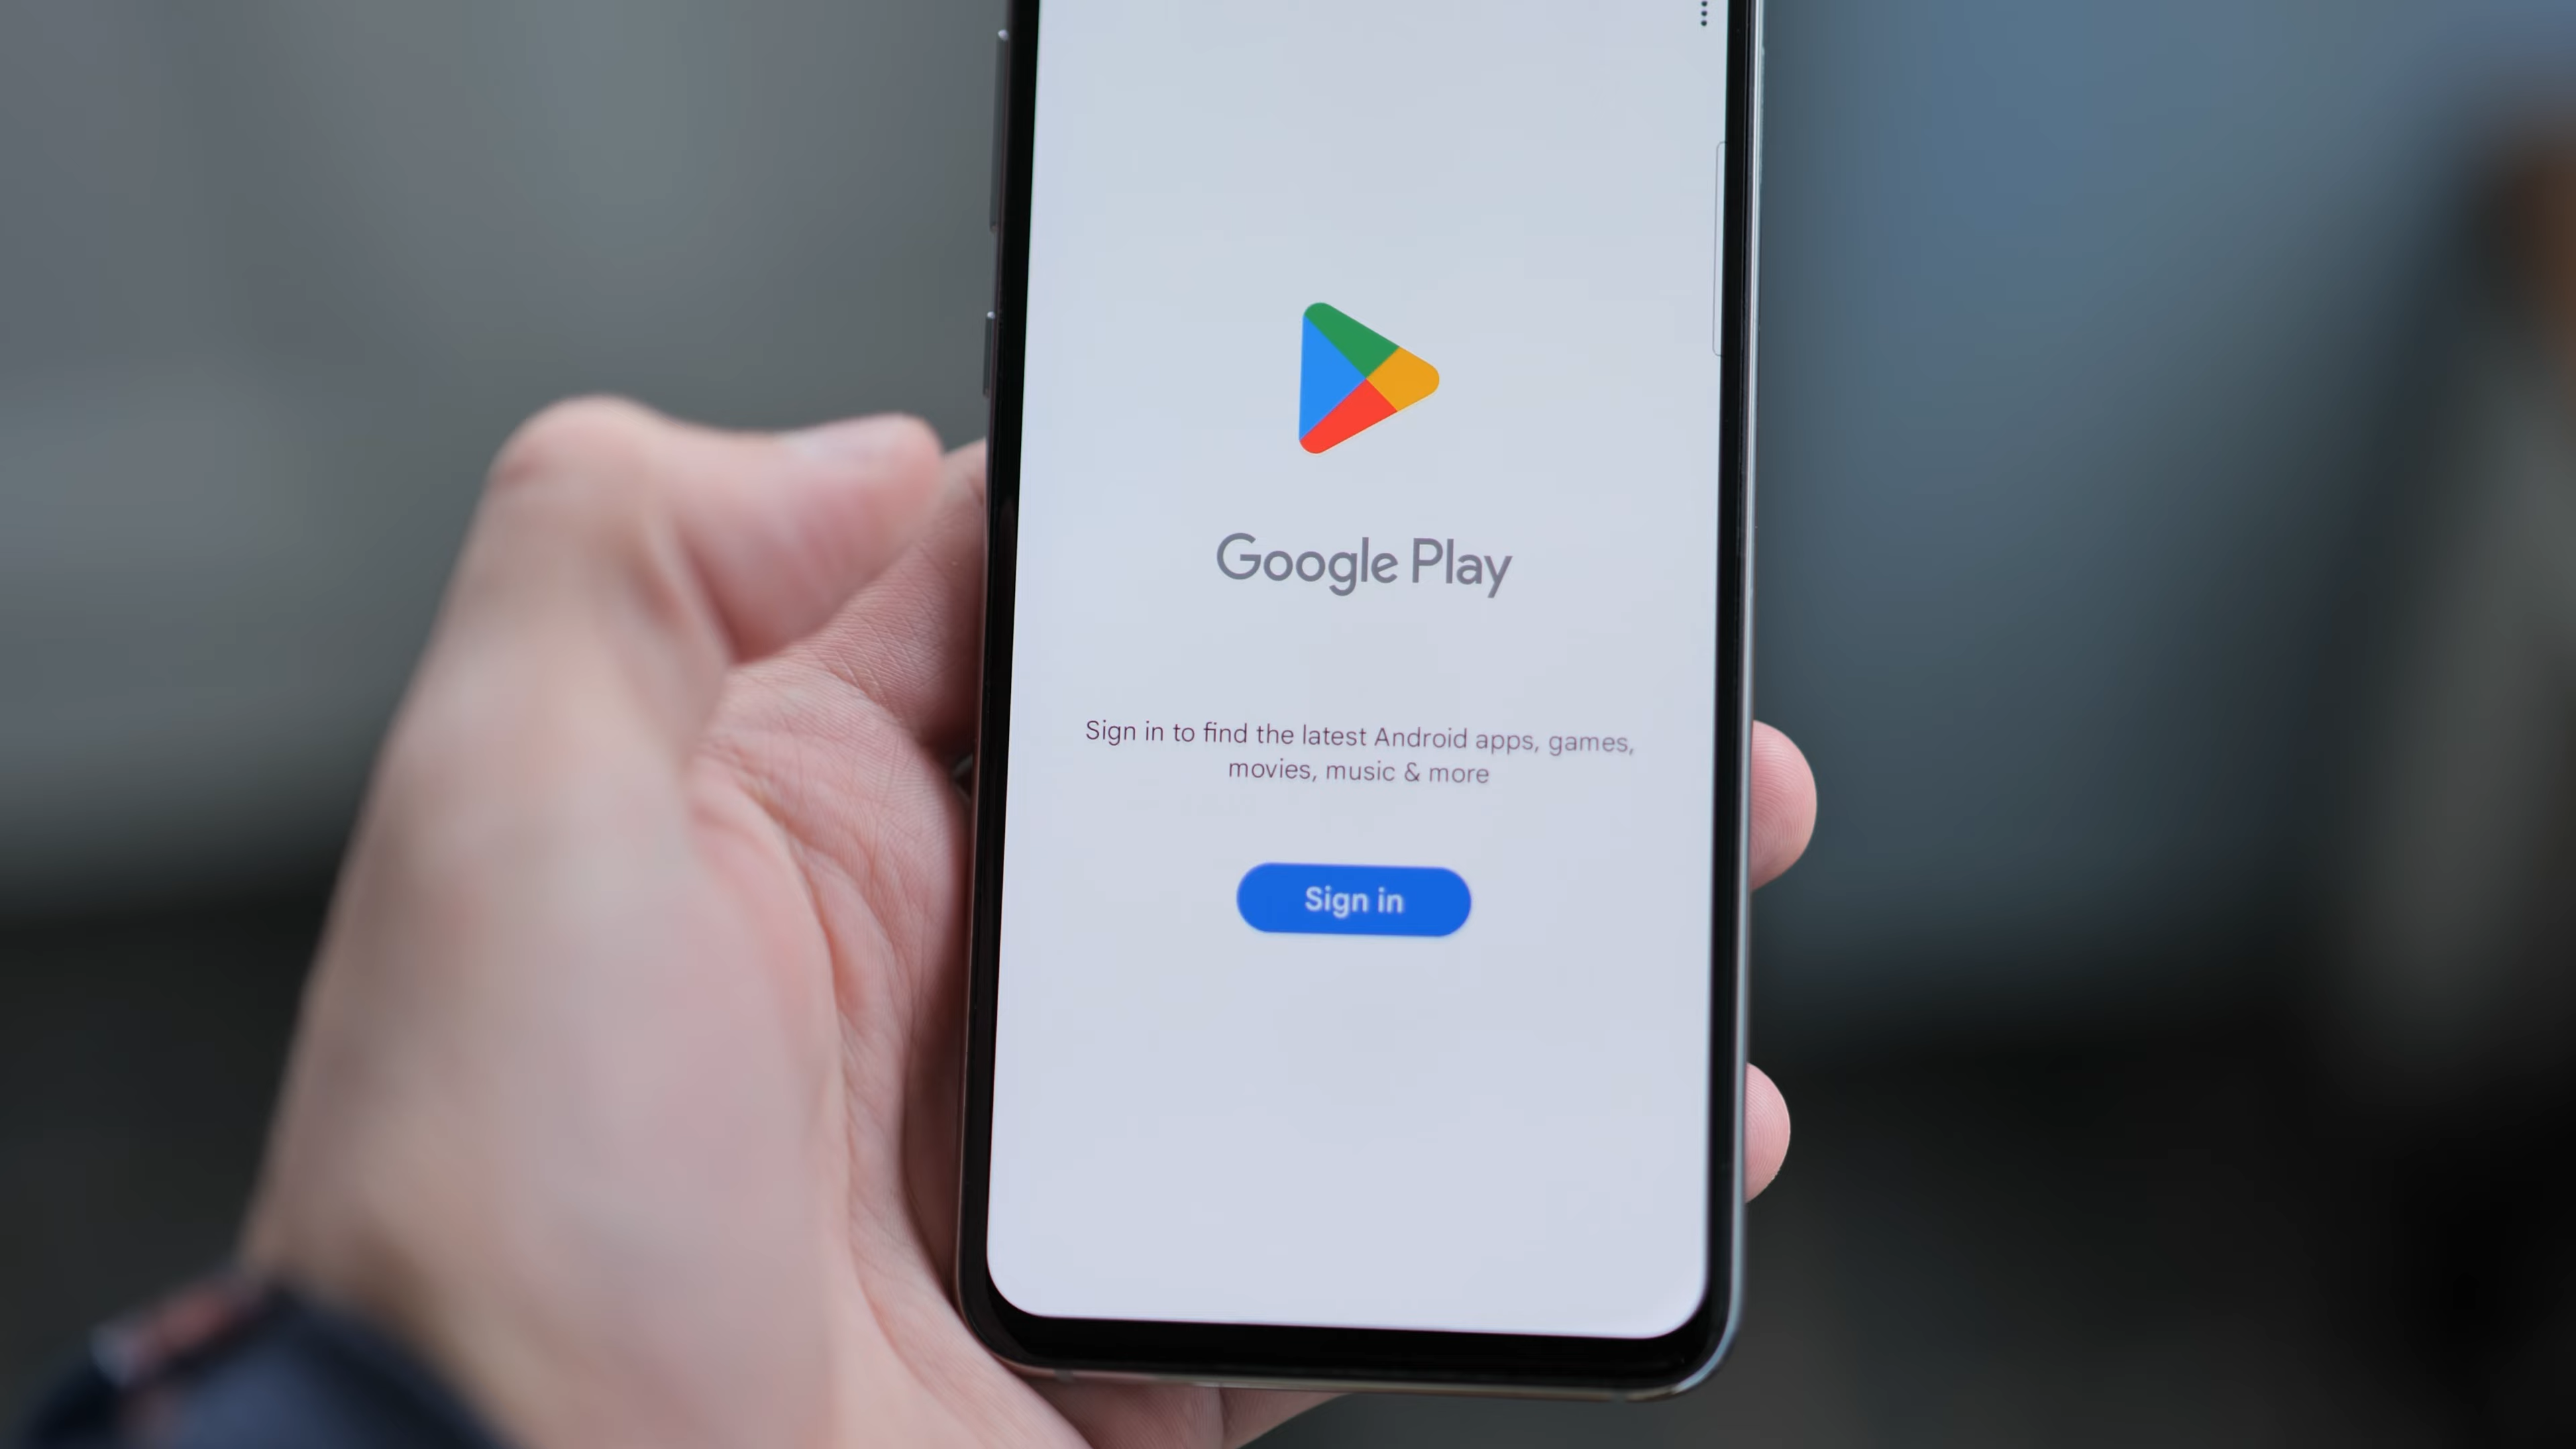 Google Play
Sign in to find the latest Android apps, games,
movies, music & more
Sign in